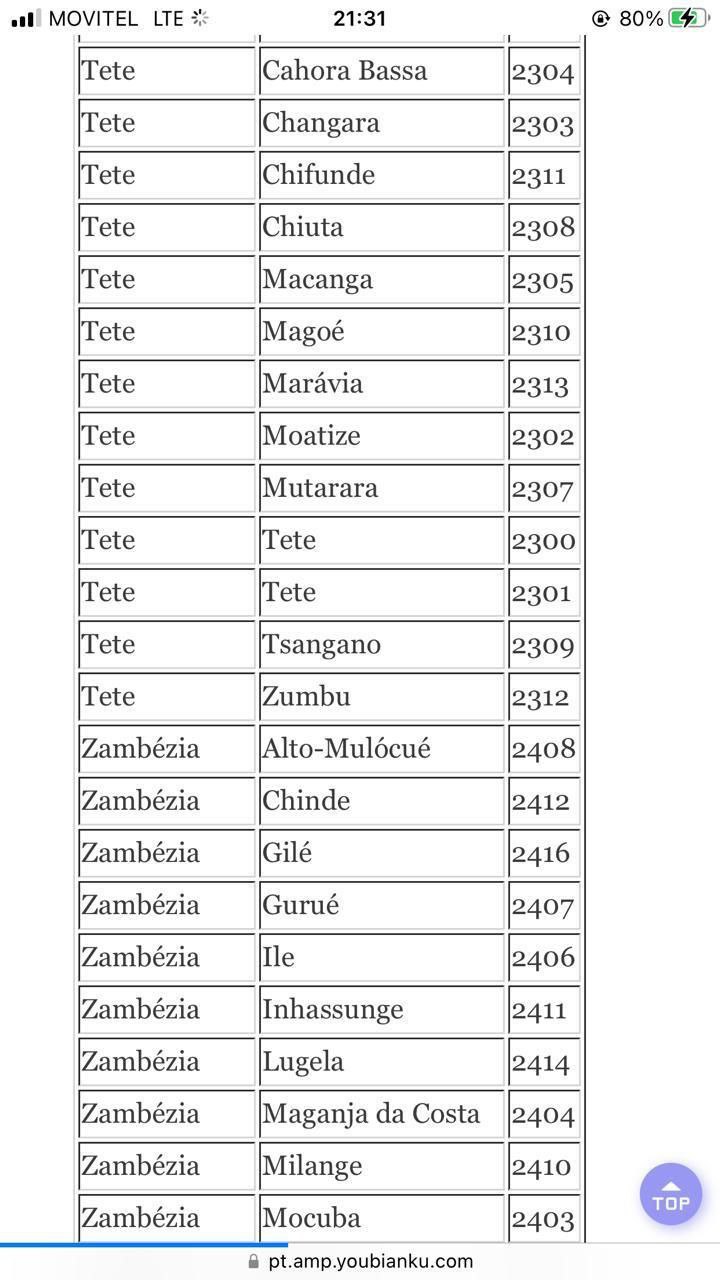 MOVITEL LTE 21:31 80%
Tete Cahora Bassa 2304
Tete Changara 2303
Tete Chifunde 2311
Tete Chiuta 2308
Tete Macanga 2305
Tete Magoé 2310
Tete Marávia 2313
Tete Moatize 2302
Tete Mutarara 2307
Tete Tete 2300
Tete Tete 2301
Tete Tsangano 2309
Tete Zumbu 2312
Zambézia Alto-Mulócué 2408
Zambézia Chinde 2412
Zambézia Gilé 2416
Zambézia Gurué 2407
Zambézia Ile 2406
Zambézia Inhassunge 2411
Zambézia Lugela 2414
Zambézia Maganja da Costa 2404
Zambézia Milange 2410
TOP
Zambézia Mocuba 2403
pt.amp.youbianku.com